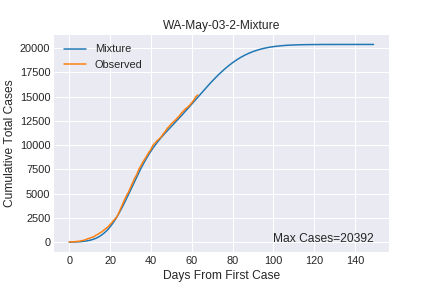 WA-May-03-2-Mixture
Mixture
Observed
20000
17500
15000
12500
10000
7500
5000
2500
0
Cumulative Total Cases
Max Cases=20392
0 20 40 60 80 100 120 140
Days From First Case